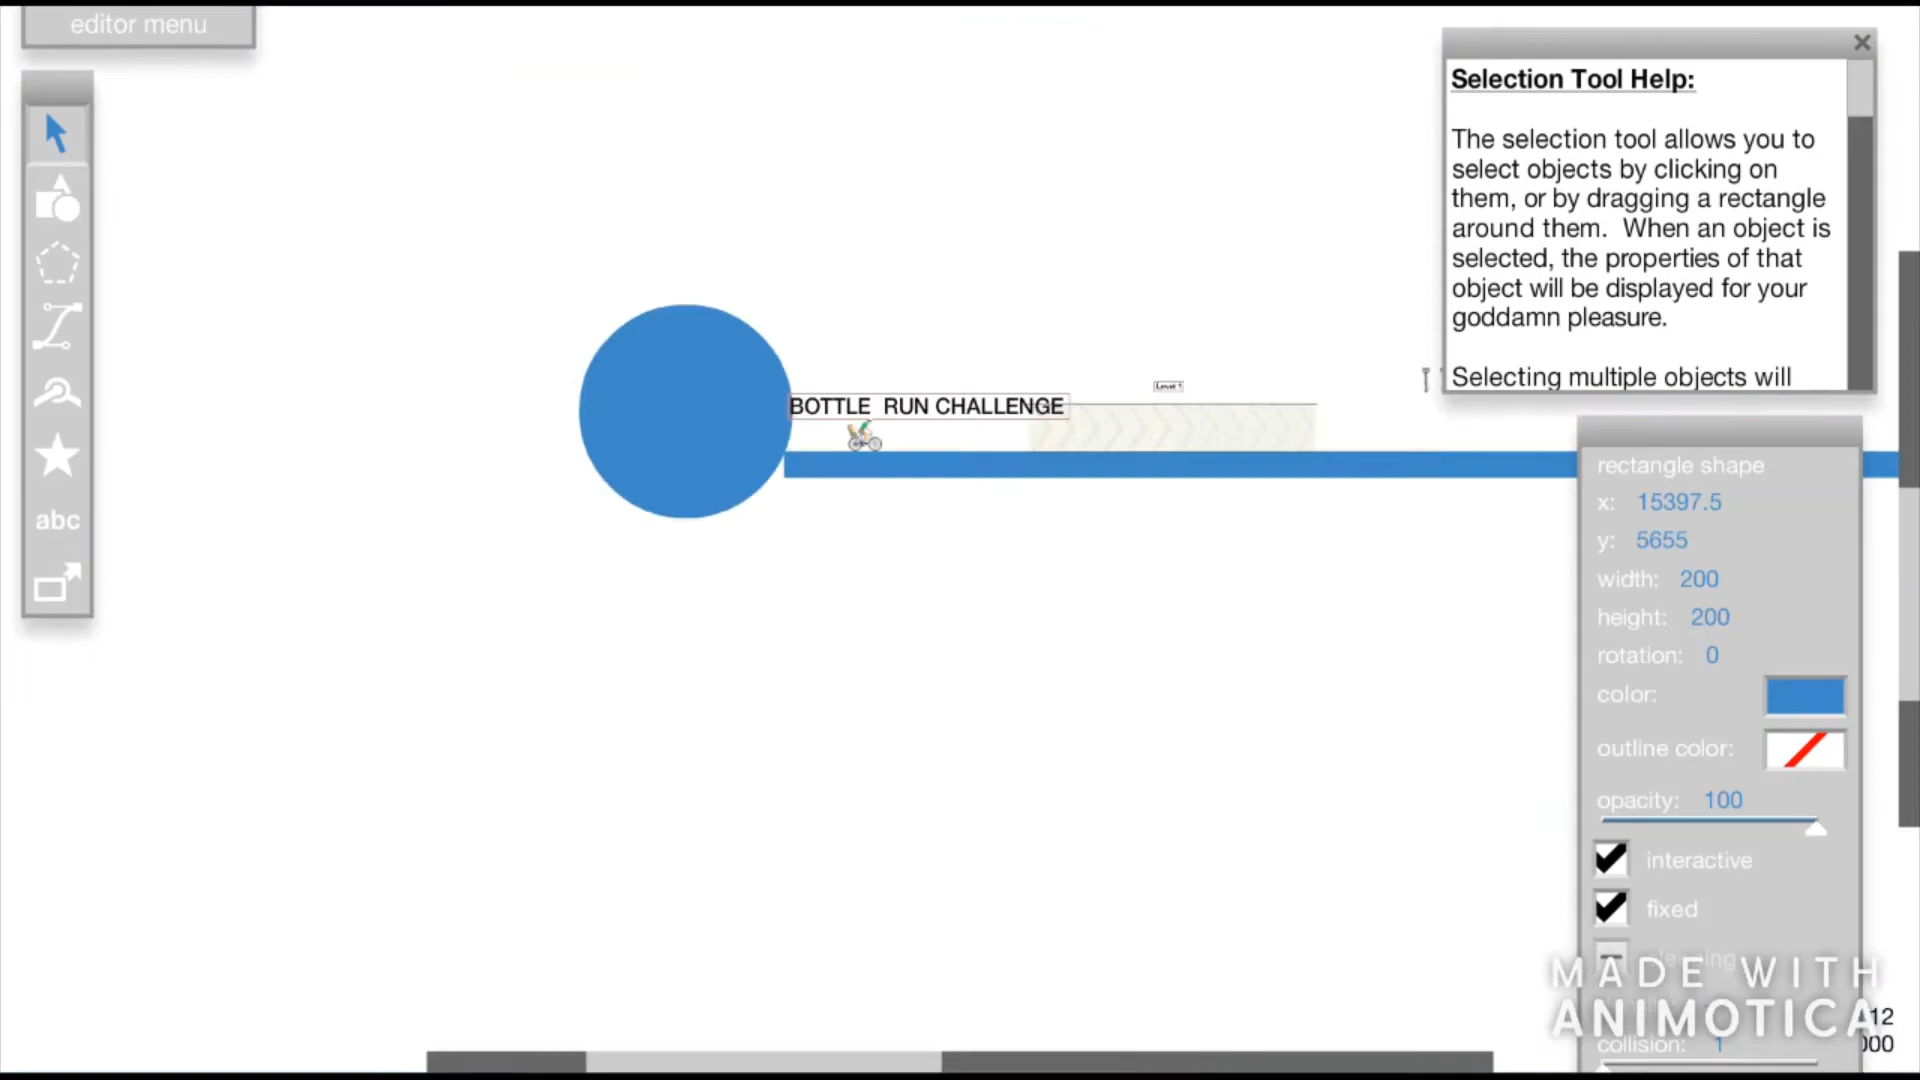 editor menu
Selection Tool Help:
The selection tool allows you to
select objects by clicking on
them, or by dragging a rectangle
around them.  When an object is
selected, the properties of that
object will be displayed for your
goddamn pleasure.
Selecting multiple objects will
Level 1
BOTTLE  RUN CHALLENGE
abc
rectangle shape
x: 15397.5
y: 5655
width: 200
height: 200
rotation: 0
color:
outline color:
opacity: 100
interactive
fixed
MADE WITH
ANIMOTICA
collision: 1